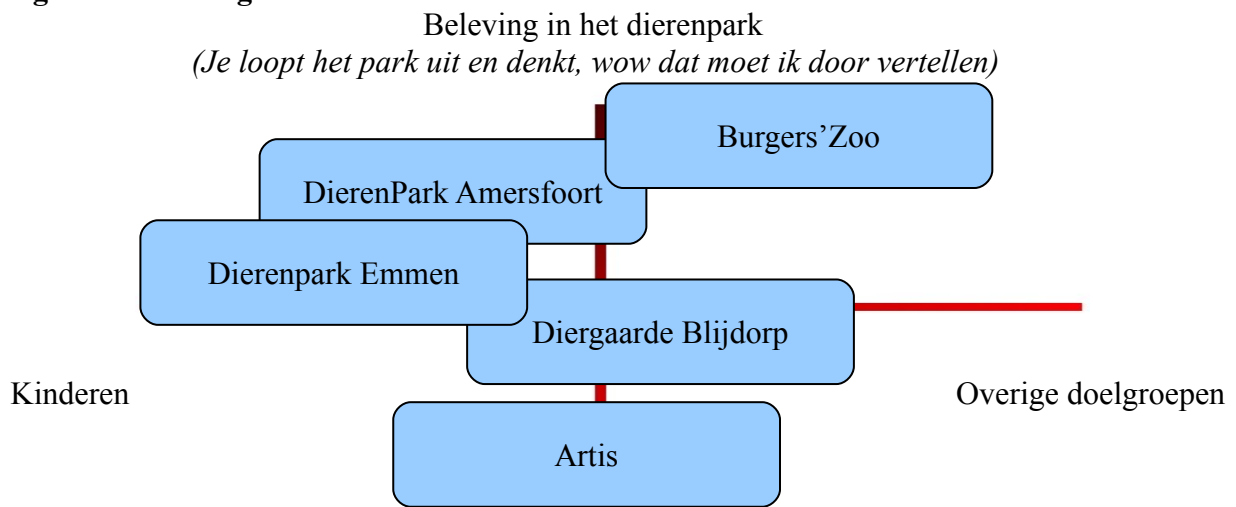 Beleving in het dierenpark
(Je loopt het park uit en denkt, wow dat moet ik door vertellen)
Burgers’Zoo
DierenPark Amersfoort
Dierenpark Emmen
Diergaarde Blijdorp
Kinderen
Overige doelgroepen
Artis